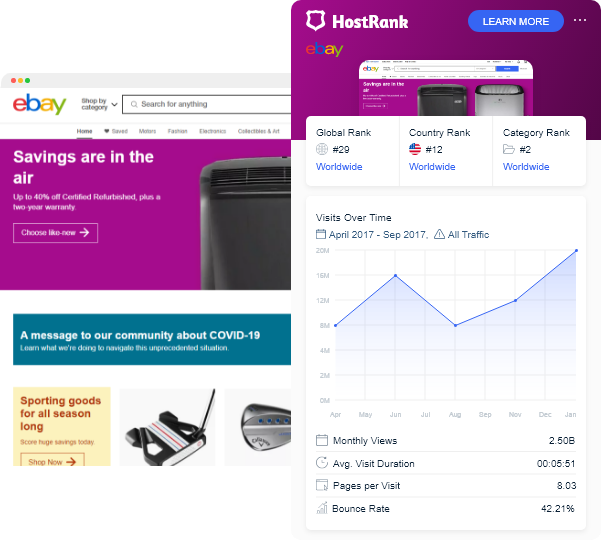 ebay
Shop by category
Search for anything
Home Saved Motors Fashion Electronics Collectibles & Art
Savings are in the
air
Up to 40% off Certified Refurbished, plus a
two-year warranty.
Choose like-new
A message to our community about COVID-19
Learn what we're doing to navigate this unprecedented situation.
Sporting goods
for all season
long
Score huge savings today.
Shop Now
HostRank
LEARN MORE
ebay
ebay
Savings are in the
air
Global Rank
#29
Worldwide
Country Rank
#12
Worldwide
Category Rank
#2
Worldwide
Visits Over Time
April 2017 - Sep 2017, All Traffic
20M
16M
12M
8M
4M
2M
0M
Apr May Jun Jul Aug Sep Nov Dec Jan
Monthly Views 2.50B
Avg. Visit Duration 00:05:51
Pages per Visit 8.03
Bounce Rate 42.21%